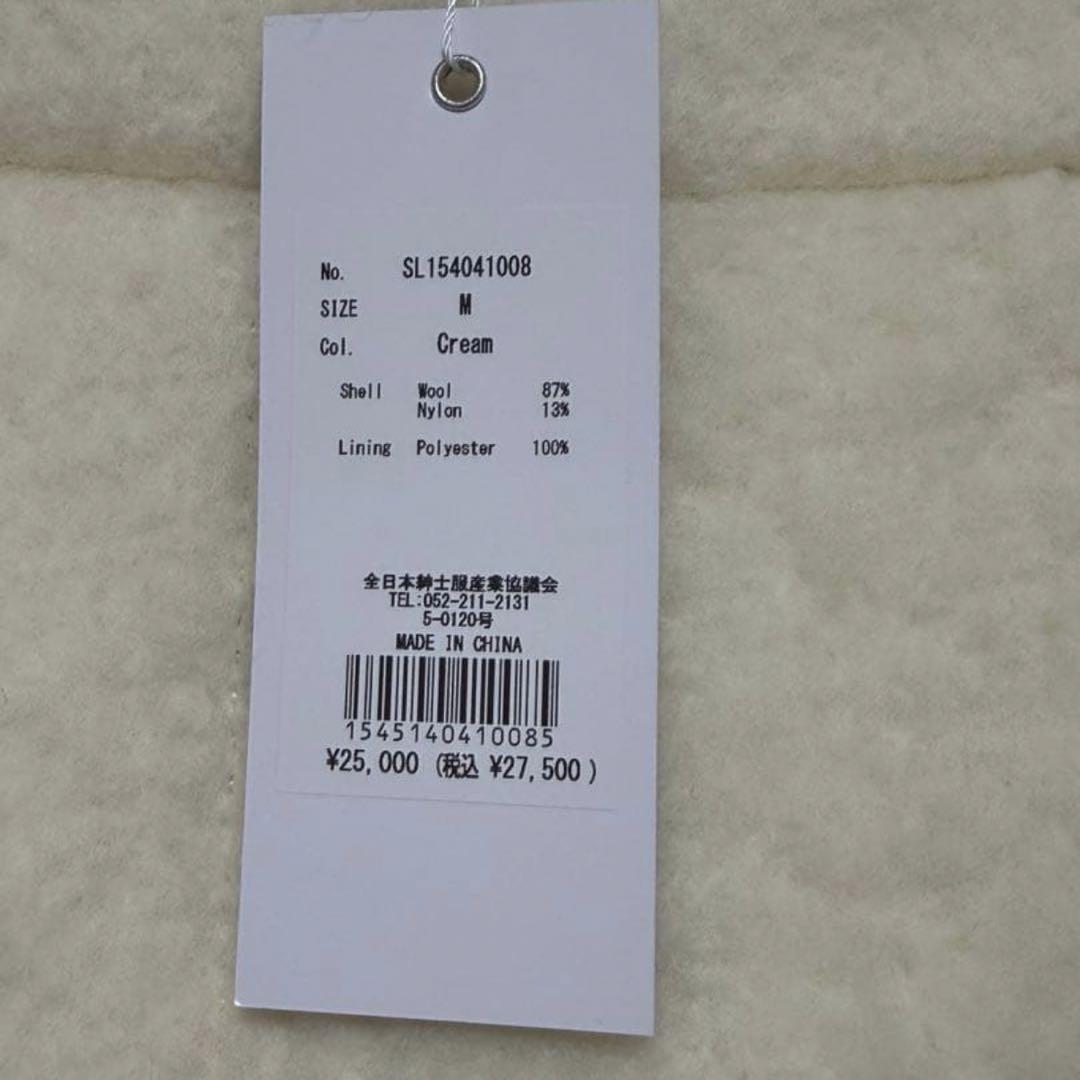 No. SL154041008
SIZE M
Col. Cream
Shell Wool 87%
Nylon 13%
Lining Polyester 100%
全日本紳士服産業協議会
TEL:052-211-2131
5-0120号
MADE IN CHINA
1545140410085
¥25,000 (税込 ¥27,500 )